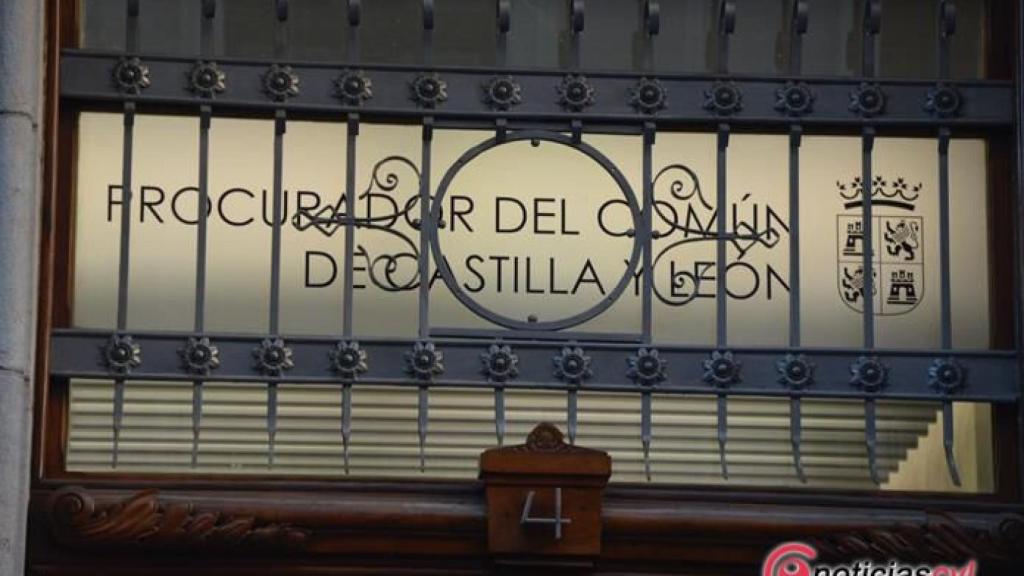 PROCURADOR DEL COMÚN
DE CASTILLA Y LEÓN
4
noticiascyl